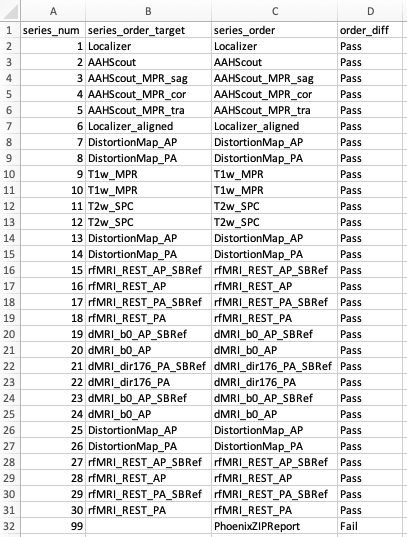 A B C D
1 series_num series_order_target series_order order_diff
2 1 Localizer Localizer Pass
3 2 AAHScout AAHScout Pass
4 3 AAHScout_MPR_sag AAHScout_MPR_sag Pass
5 4 AAHScout_MPR_cor AAHScout_MPR_cor Pass
6 5 AAHScout_MPR_tra AAHScout_MPR_tra Pass
7 6 Localizer_aligned Localizer_aligned Pass
8 7 DistortionMap_AP DistortionMap_AP Pass
9 8 DistortionMap_PA DistortionMap_PA Pass
10 9 T1w_MPR T1w_MPR Pass
11 10 T1w_MPR T1w_MPR Pass
12 11 T2w_SPC T2w_SPC Pass
13 12 T2w_SPC T2w_SPC Pass
14 13 DistortionMap_AP DistortionMap_AP Pass
15 14 DistortionMap_PA DistortionMap_PA Pass
16 15 rfMRI_REST_AP_SBRef rfMRI_REST_AP_SBRef Pass
17 16 rfMRI_REST_AP rfMRI_REST_AP Pass
18 17 rfMRI_REST_PA_SBRef rfMRI_REST_PA_SBRef Pass
19 18 rfMRI_REST_PA rfMRI_REST_PA Pass
20 19 dMRI_b0_AP_SBRef dMRI_b0_AP_SBRef Pass
21 20 dMRI_b0_AP dMRI_b0_AP Pass
22 21 dMRI_dir176_PA_SBRef dMRI_dir176_PA_SBRef Pass
23 22 dMRI_dir176_PA dMRI_dir176_PA Pass
24 23 dMRI_b0_AP_SBRef dMRI_b0_AP_SBRef Pass
25 24 dMRI_b0_AP dMRI_b0_AP Pass
26 25 DistortionMap_AP DistortionMap_AP Pass
27 26 DistortionMap_PA DistortionMap_PA Pass
28 27 rfMRI_REST_AP_SBRef rfMRI_REST_AP_SBRef Pass
29 28 rfMRI_REST_AP rfMRI_REST_AP Pass
30 29 rfMRI_REST_PA_SBRef rfMRI_REST_PA_SBRef Pass
31 30 rfMRI_REST_PA rfMRI_REST_PA Pass
32 99 PhoenixZIPReport Fail